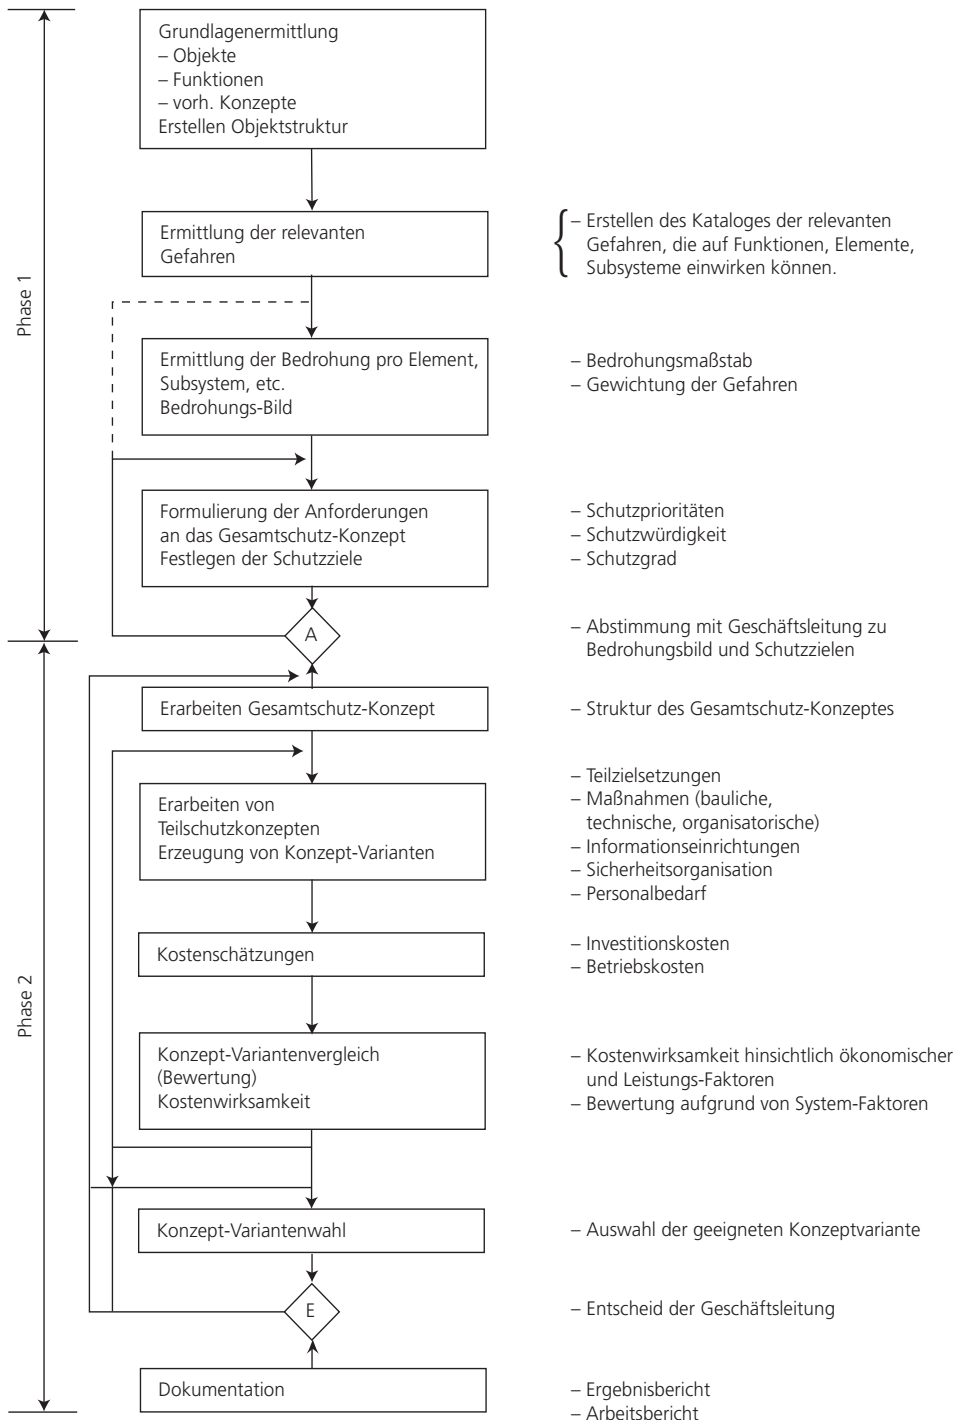 Grundlagenermittlung
– Objekte
– Funktionen
– vorh. Konzepte
Erstellen Objektstruktur
Ermittlung der relevanten
Gefahren
– Erstellen des Kataloges der relevanten
Gefahren, die auf Funktionen, Elemente,
Subsysteme einwirken können.
Phase 1
Ermittlung der Bedrohung pro Element,
Subsystem, etc.
Bedrohungs-Bild
– Bedrohungsmaßstab
– Gewichtung der Gefahren
Formulierung der Anforderungen
an das Gesamtschutz-Konzept
Festlegen der Schutzziele
– Schutzprioritäten
– Schutzwürdigkeit
– Schutzgrad
A
– Abstimmung mit Geschäftsleitung zu
Bedrohungsbild und Schutzzielen
Erarbeiten Gesamtschutz-Konzept
– Struktur des Gesamtschutz-Konzeptes
Erarbeiten von
Teilschutzkonzepten
Erzeugung von Konzept-Varianten
– Teilzielsetzungen
– Maßnahmen (bauliche,
technische, organisatorische)
– Informationseinrichtungen
– Sicherheitsorganisation
– Personalbedarf
Kostenschätzungen
– Investitionskosten
– Betriebskosten
Phase 2
Konzept-Variantenvergleich
(Bewertung)
Kostenwirksamkeit
– Kostenwirksamkeit hinsichtlich ökonomischer
und Leistungs-Faktoren
– Bewertung aufgrund von System-Faktoren
Konzept-Variantenwahl
– Auswahl der geeigneten Konzeptvariante
E
– Entscheid der Geschäftsleitung
Dokumentation
– Ergebnisbericht
– Arbeitsbericht